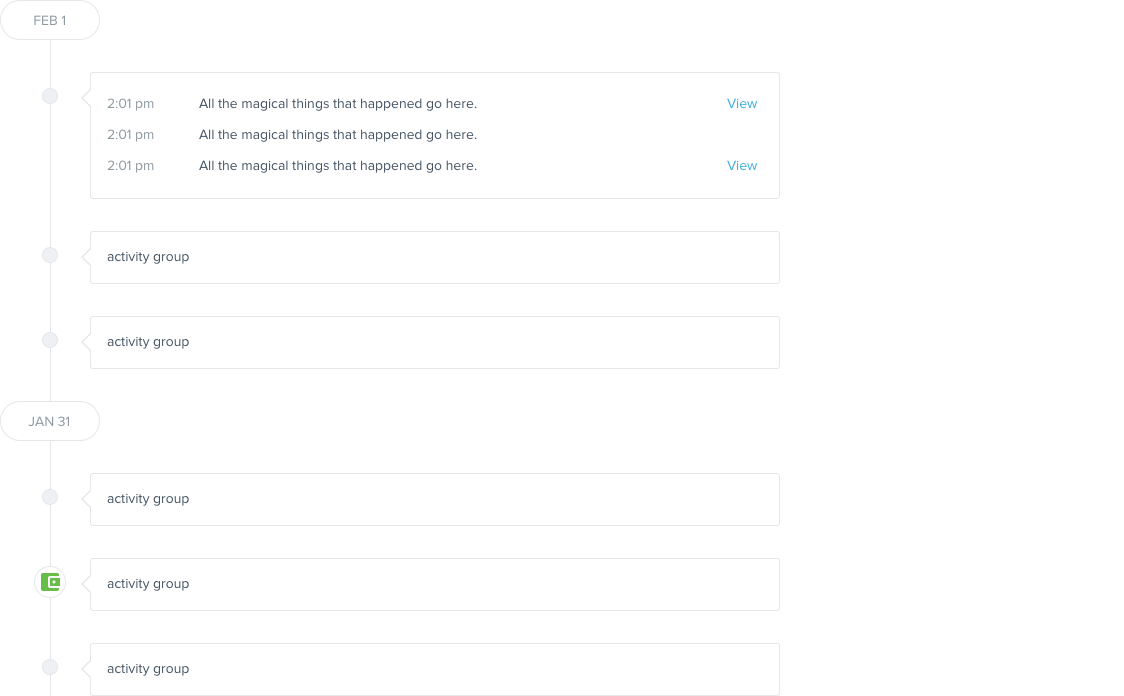 FEB 1
2:01 pm All the magical things that happened go here. View
2:01 pm All the magical things that happened go here.
2:01 pm All the magical things that happened go here. View
activity group
activity group
JAN 31
activity group
activity group
activity group